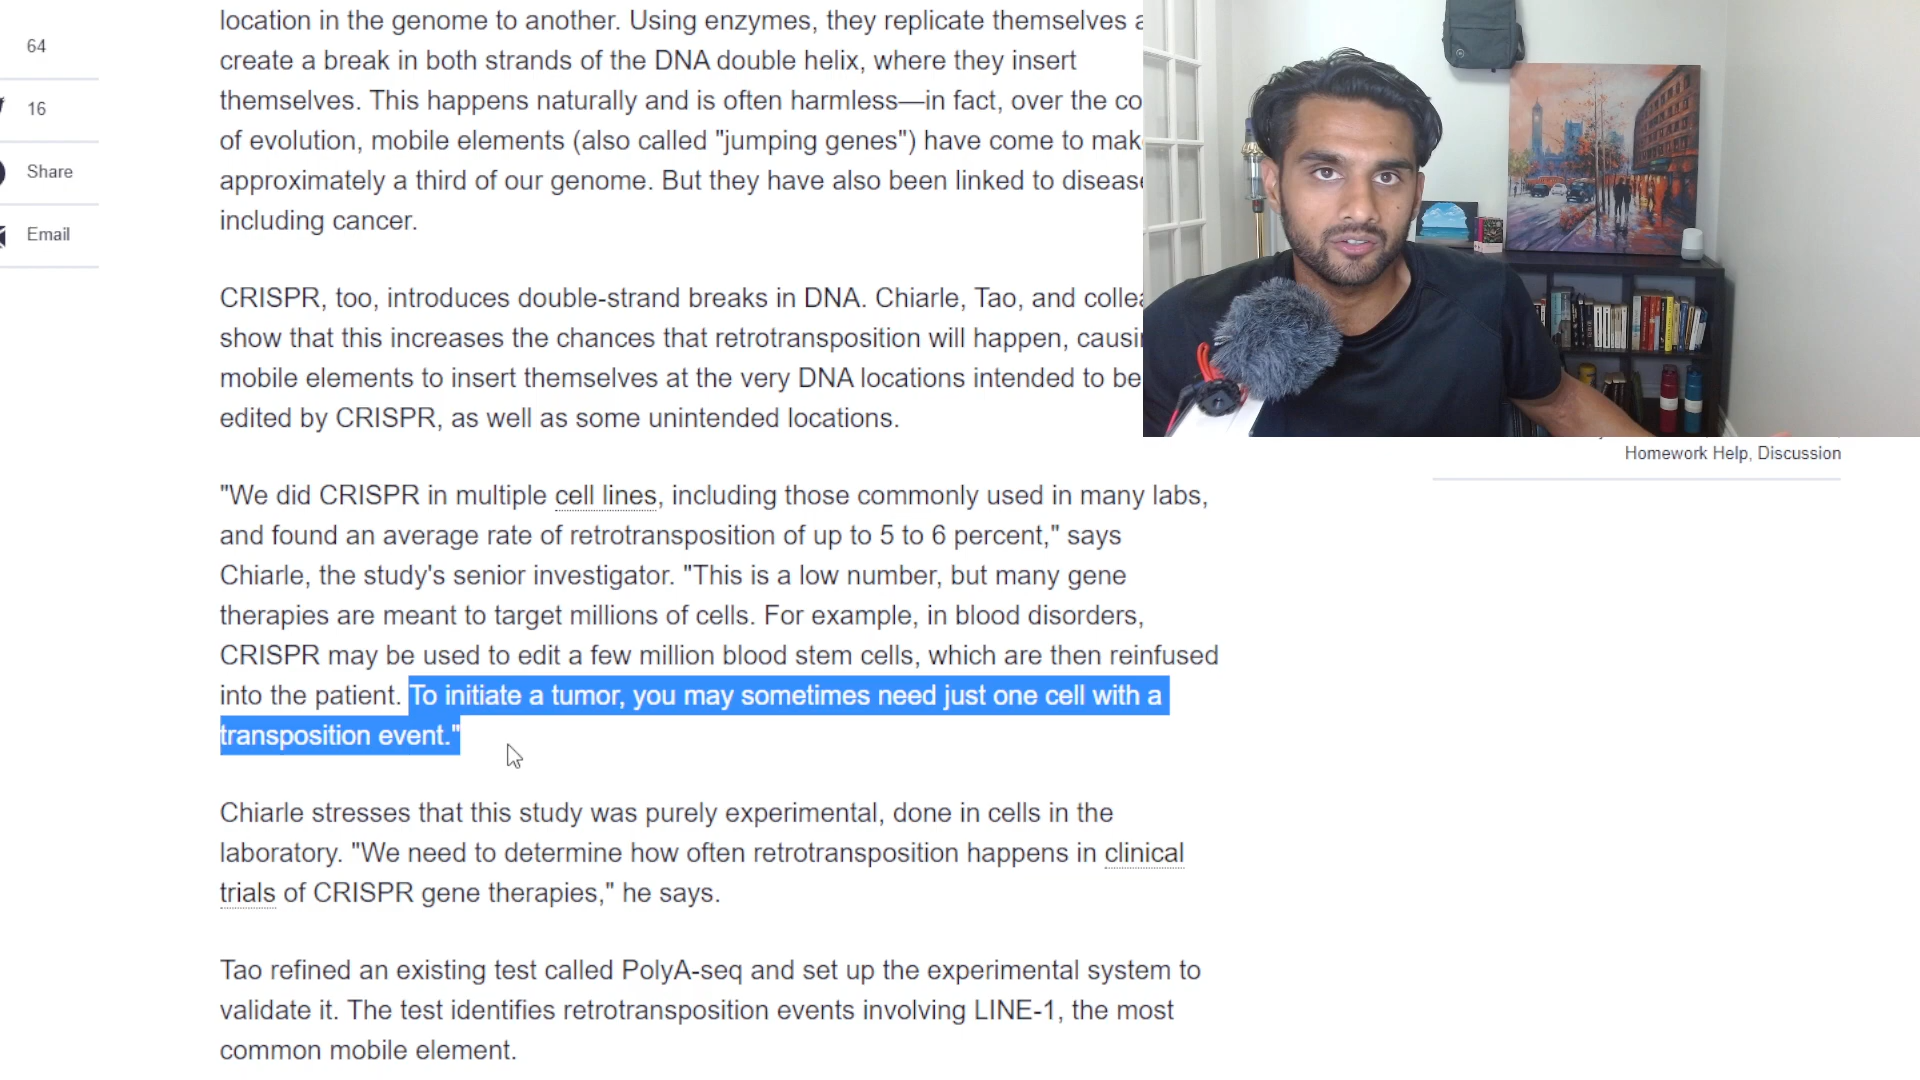 64
16
Share
Email
location in the genome to another. Using enzymes, they replicate themselves
create a break in both strands of the DNA double helix, where they insert
themselves. This happens naturally and is often harmless—in fact, over the
of evolution, mobile elements (also called "jumping genes") have come to
approximately a third of our genome. But they have also been linked to
including cancer.
CRISPR, too, introduces double-strand breaks in DNA. Chiarle, Tao, and
show that this increases the chances that retrotransposition will happen,
mobile elements to insert themselves at the very DNA locations intended to be
edited by CRISPR, as well as some unintended locations.
"We did CRISPR in multiple cell lines, including those commonly used in many labs,
and found an average rate of retrotransposition of up to 5 to 6 percent," says
Chiarle, the study's senior investigator. "This is a low number, but many gene
therapies are meant to target millions of cells. For example, in blood disorders,
CRISPR may be used to edit a few million blood stem cells, which are then reinfused
into the patient. To initiate a tumor, you may sometimes need just one cell with a
transposition event."
Chiarle stresses that this study was purely experimental, done in cells in the
laboratory. "We need to determine how often retrotransposition happens in clinical
trials of CRISPR gene therapies," he says.
Tao refined an existing test called PolyA-seq and set up the experimental system to
validate it. The test identifies retrotransposition events involving LINE-1, the most
common mobile element.
Homework Help, Discussion